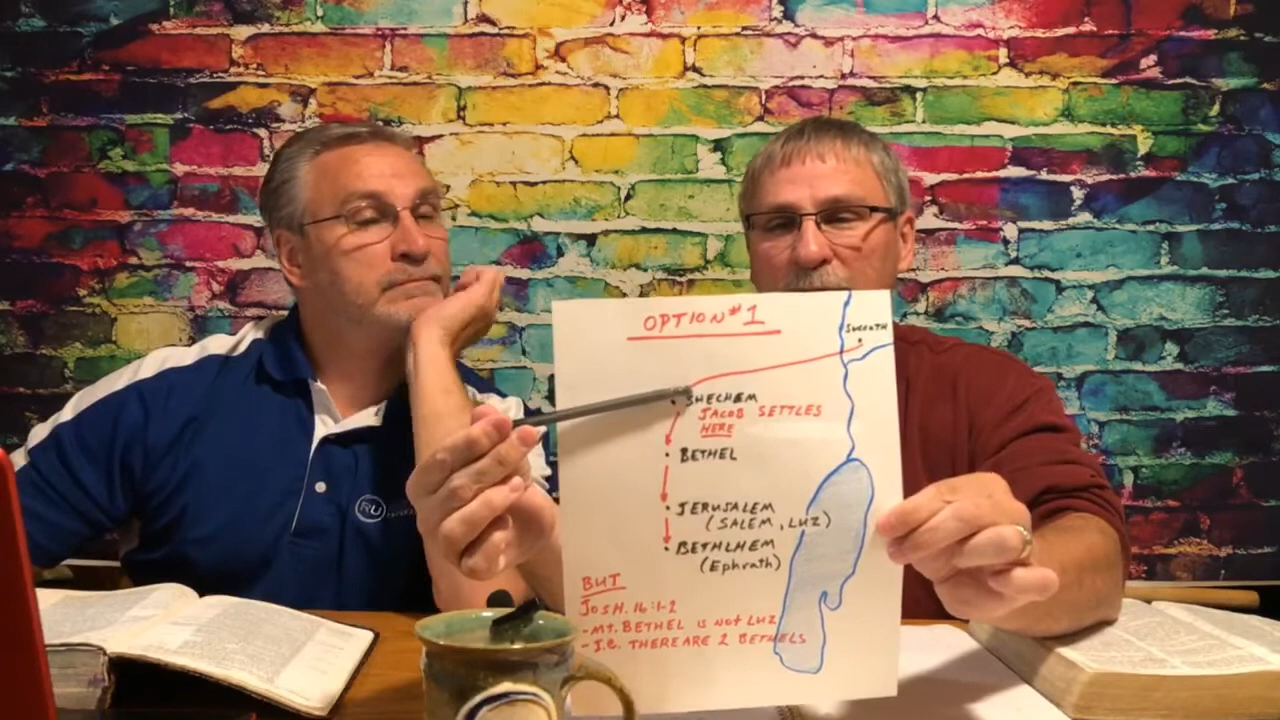 OPTION #1
SUCCOTH
SHECHEM
JACOB SETTLES
HERE
BETHEL
JERUSALEM
(SALEM, LUZ)
BETHLHEM
(Ephrath)
BUT
JOSH. 16:1-2
-MT. BETHEL IS NOT LUZ
-I.E. THERE ARE 2 BETHELS
RU